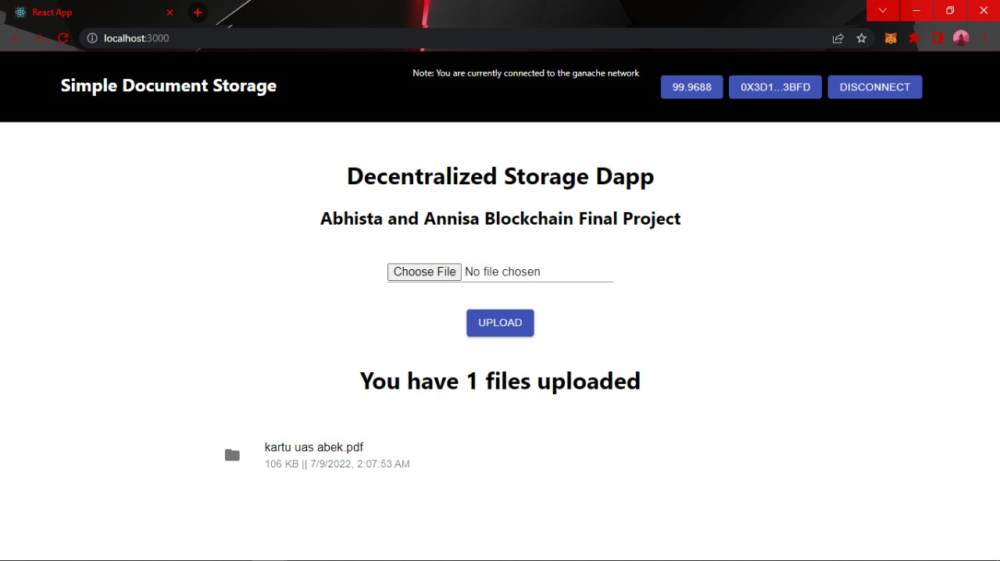 React App
localhost:3000
Simple Document Storage
Note: You are currently connected to the ganache network
99.9688
0X3D1...3BFD
DISCONNECT
Decentralized Storage Dapp
Abhista and Annisa Blockchain Final Project
Choose File No file chosen
UPLOAD
You have 1 files uploaded
kartu uas abek.pdf
106 KB || 7/9/2022, 2:07:53 AM